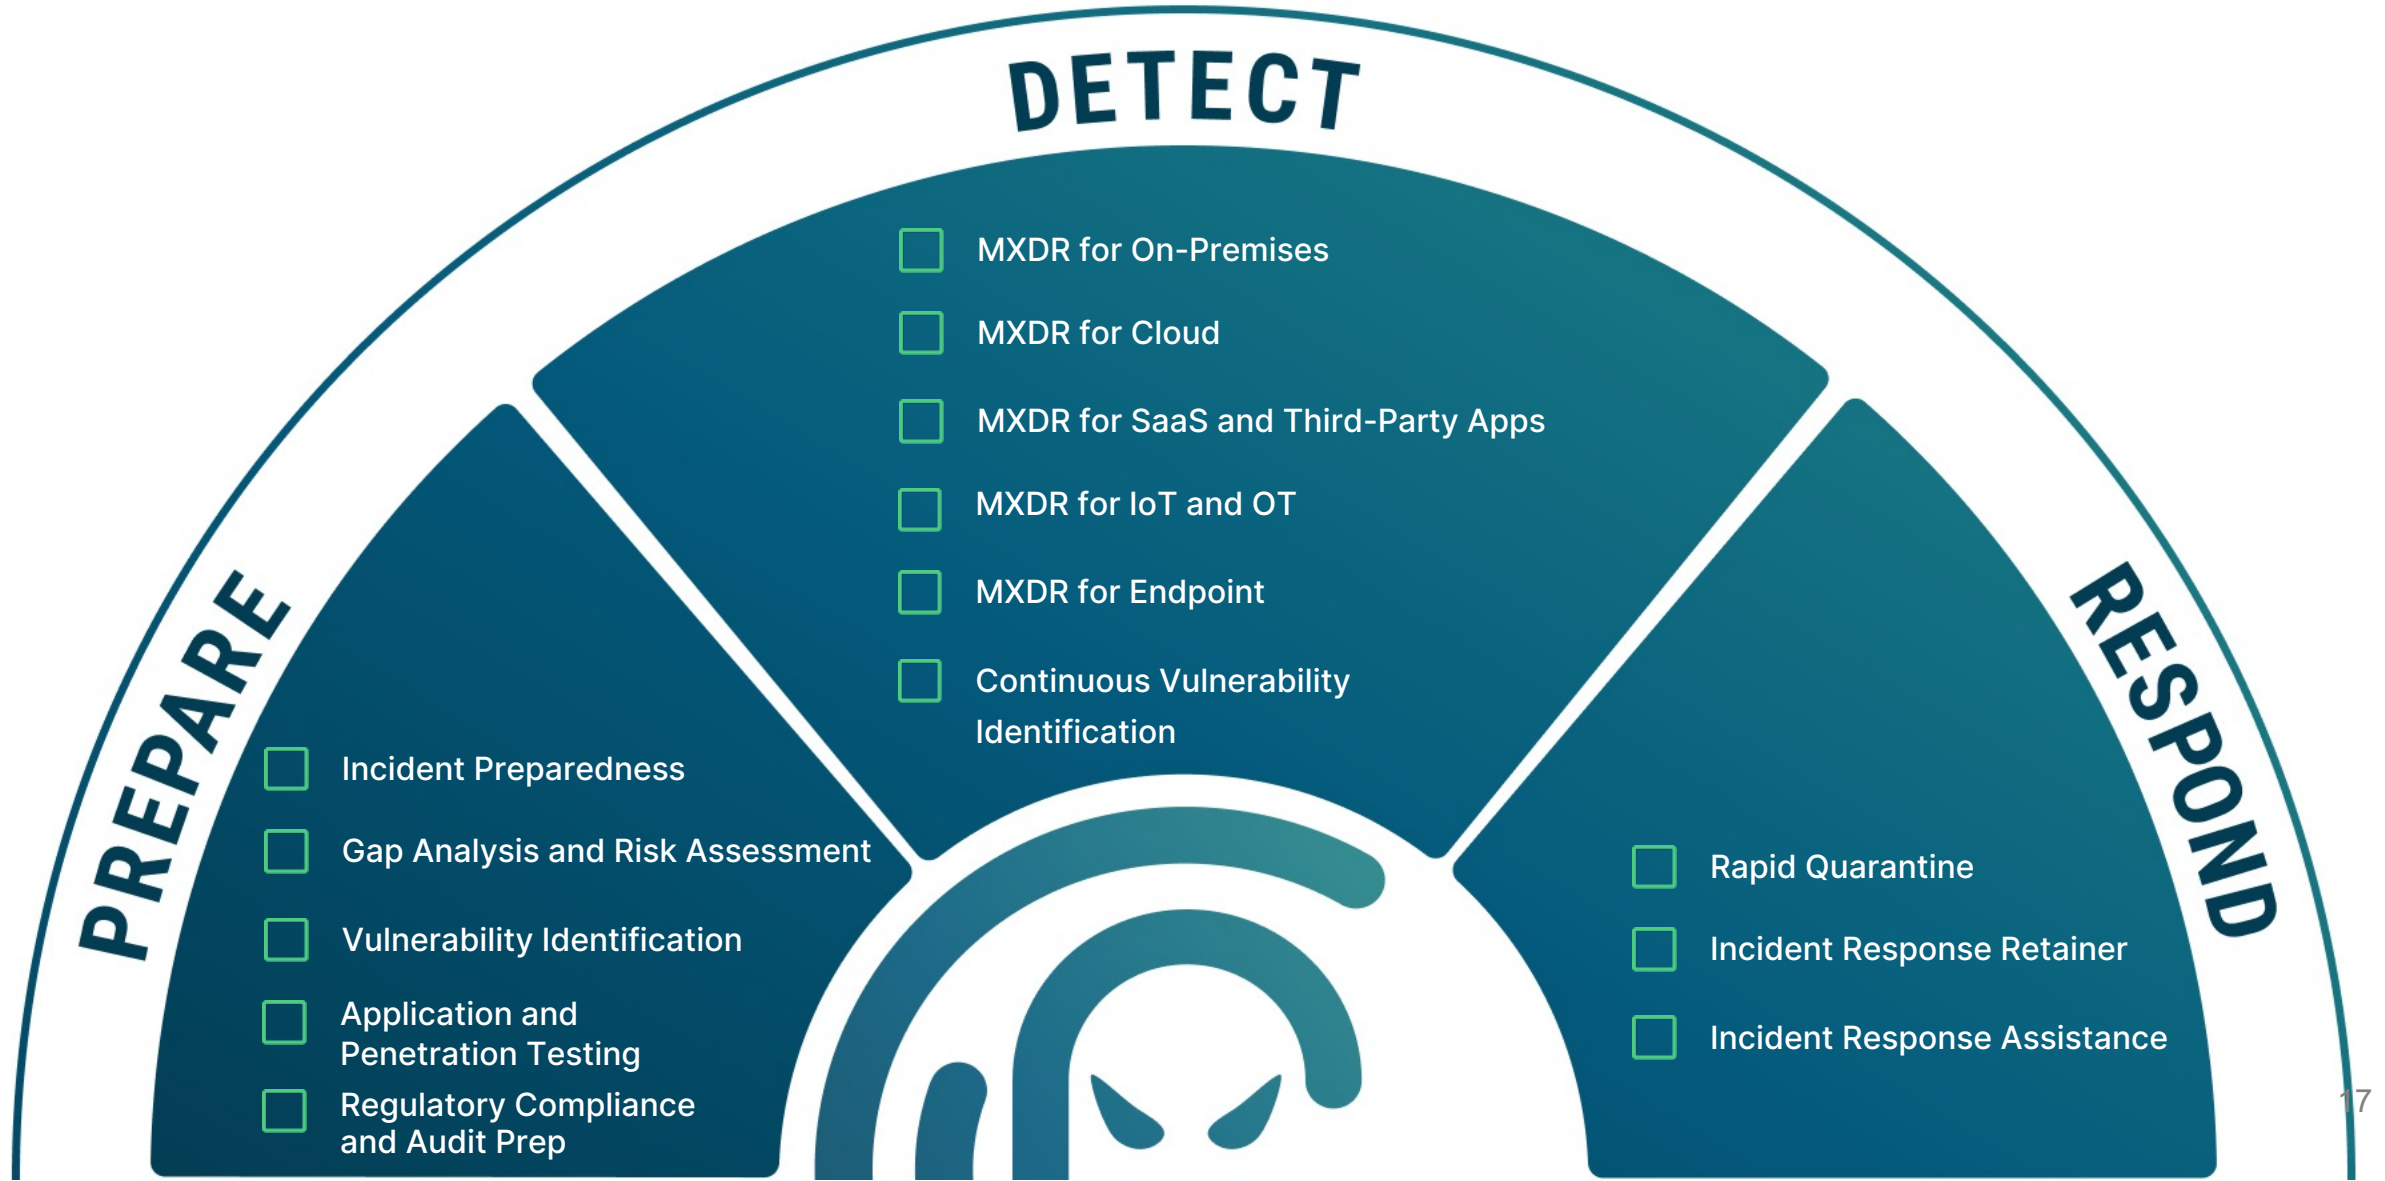 DETECT
MXDR for On-Premises
MXDR for Cloud
MXDR for SaaS and Third-Party Apps
MXDR for IoT and OT
MXDR for Endpoint
Continuous Vulnerability
Identification
PREPARE
Incident Preparedness
Gap Analysis and Risk Assessment
Vulnerability Identification
Application and
Penetration Testing
Regulatory Compliance
and Audit Prep
RESPOND
Rapid Quarantine
Incident Response Retainer
Incident Response Assistance
17